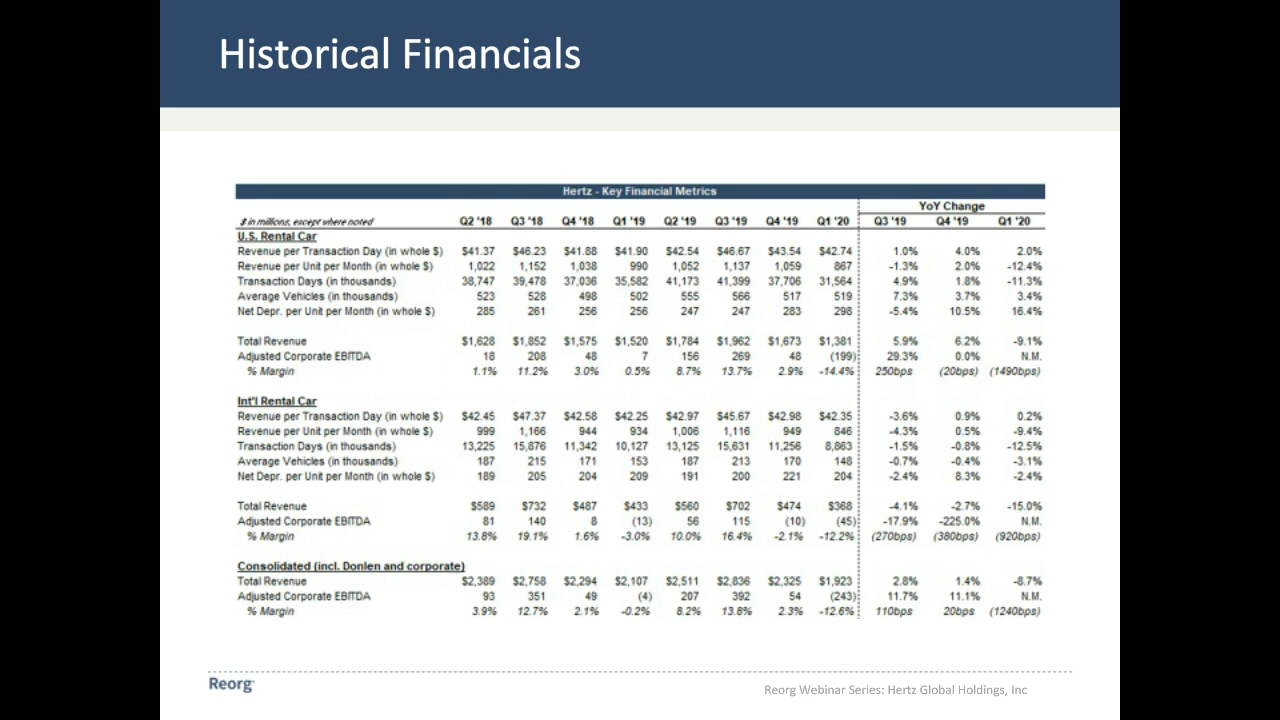 Historical Financials
Hertz - Key Financial Metrics
YoY Change
$ in millions, except where noted Q2 '18 Q3 '18 Q4 '18 Q1 '19 Q2 '19 Q3 '19 Q4 '19 Q1 '20 Q3 '19 Q4 '19 Q1 '20
U.S. Rental Car
Revenue per Transaction Day (in whole $) $41.37 $46.23 $41.88 $41.90 $42.54 $46.67 $43.54 $42.74 1.0% 4.0% 2.0%
Revenue per Unit per Month (in whole $) 1,022 1,152 1,038 990 1,052 1,137 1,059 867 -1.3% 2.0% -12.4%
Transaction Days (in thousands) 38,747 39,478 37,036 35,582 41,173 41,399 37,706 31,564 4.9% 1.8% -11.3%
Average Vehicles (in thousands) 523 528 498 502 555 566 517 519 7.3% 3.7% 3.4%
Net Depr. per Unit per Month (in whole $) 285 261 256 256 247 247 283 298 -5.4% 10.5% 16.4%
Total Revenue $1,628 $1,852 $1,575 $1,520 $1,784 $1,962 $1,673 $1,381 5.9% 6.2% -9.1%
Adjusted Corporate EBITDA 18 208 48 7 156 269 48 (199) 29.3% 0.0% N.M.
% Margin 1.1% 11.2% 3.0% 0.5% 8.7% 13.7% 2.9% -14.4% 250bps (20bps) (1490bps)
Int'l Rental Car
Revenue per Transaction Day (in whole $) $42.45 $47.37 $42.58 $42.25 $42.97 $45.67 $42.98 $42.35 -3.6% 0.9% 0.2%
Revenue per Unit per Month (in whole $) 999 1,166 944 934 1,006 1,116 949 846 -4.3% 0.5% -9.4%
Transaction Days (in thousands) 13,225 15,876 11,342 10,127 13,125 15,631 11,256 8,863 -1.5% -0.8% -12.5%
Average Vehicles (in thousands) 187 215 171 153 187 213 170 148 -0.7% -0.4% -3.1%
Net Depr. per Unit per Month (in whole $) 189 205 204 209 191 200 221 204 -2.4% 8.3% -2.4%
Total Revenue $589 $732 $487 $433 $560 $702 $474 $368 -4.1% -2.7% -15.0%
Adjusted Corporate EBITDA 81 140 8 (13) 56 115 (10) (45) -17.9% -225.0% N.M.
% Margin 13.8% 19.1% 1.6% -3.0% 10.0% 16.4% -2.1% -12.2% (270bps) (380bps) (920bps)
Consolidated (incl. Donlen and corporate)
Total Revenue $2,389 $2,758 $2,294 $2,107 $2,511 $2,836 $2,325 $1,923 2.8% 1.4% -8.7%
Adjusted Corporate EBITDA 93 351 49 (4) 207 392 54 (243) 11.7% 11.1% N.M.
% Margin 3.9% 12.7% 2.1% -0.2% 8.2% 13.8% 2.3% -12.6% 110bps 20bps (1240bps)
Reorg
Reorg Webinar Series: Hertz Global Holdings, Inc